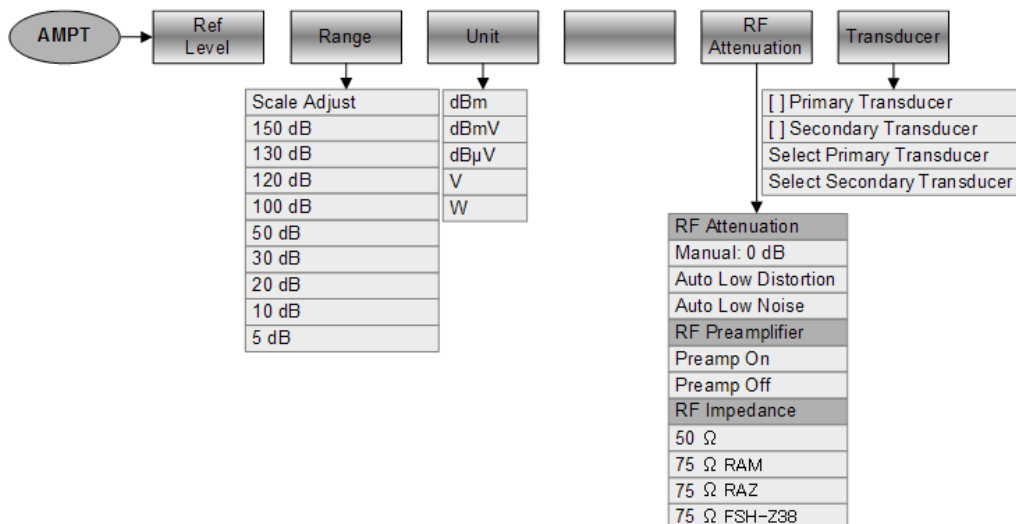 AMPT
Ref
Level
Range
Unit
RF
Attenuation
Transducer
Scale Adjust
150 dB
130 dB
120 dB
100 dB
50 dB
30 dB
20 dB
10 dB
5 dB
dBm
dBmV
dBµV
V
W
[ ] Primary Transducer
[ ] Secondary Transducer
Select Primary Transducer
Select Secondary Transducer
RF Attenuation
Manual: 0 dB
Auto Low Distortion
Auto Low Noise
RF Preamplifier
Preamp On
Preamp Off
RF Impedance
50 Ω
75 Ω RAM
75 Ω RAZ
75 Ω FSH-Z38